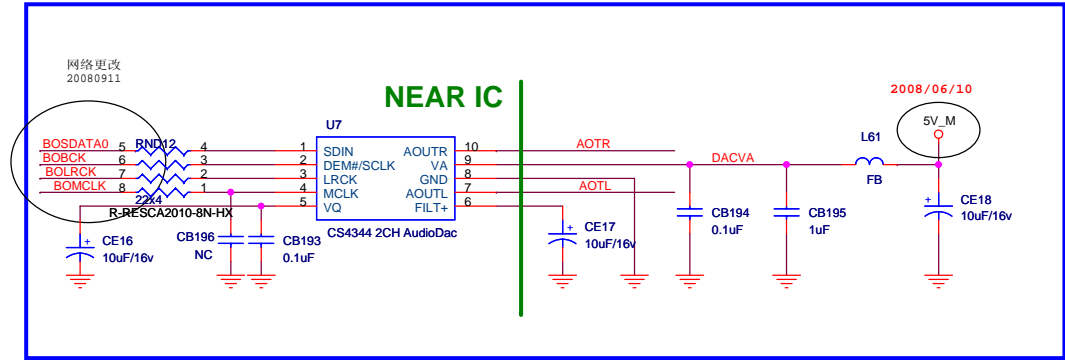 网络更改
20080911
NEAR IC
2008/06/10
5V_M
U7
L61
FB
BOSDATA0 5 RND12 4 1 SDIN AOUTR 10 AOTR
BOBCK 6 3 2 DEM#/SCLK VA 9 DACVA
BOLRCK 7 2 3 LRCK GND 8
BOMCLK 8 1 4 MCLK AOUTL 7 AOTL
22X4
5 VQ FILT+ 6
R-RESCA2010-8N-HX
CS4344 2CH AudioDac
CE16
10uF/16v
CB196
NC
CB193
0.1uF
CE17
10uF/16v
CB194
0.1uF
CB195
1uF
CE18
10uF/16v
+
+
+